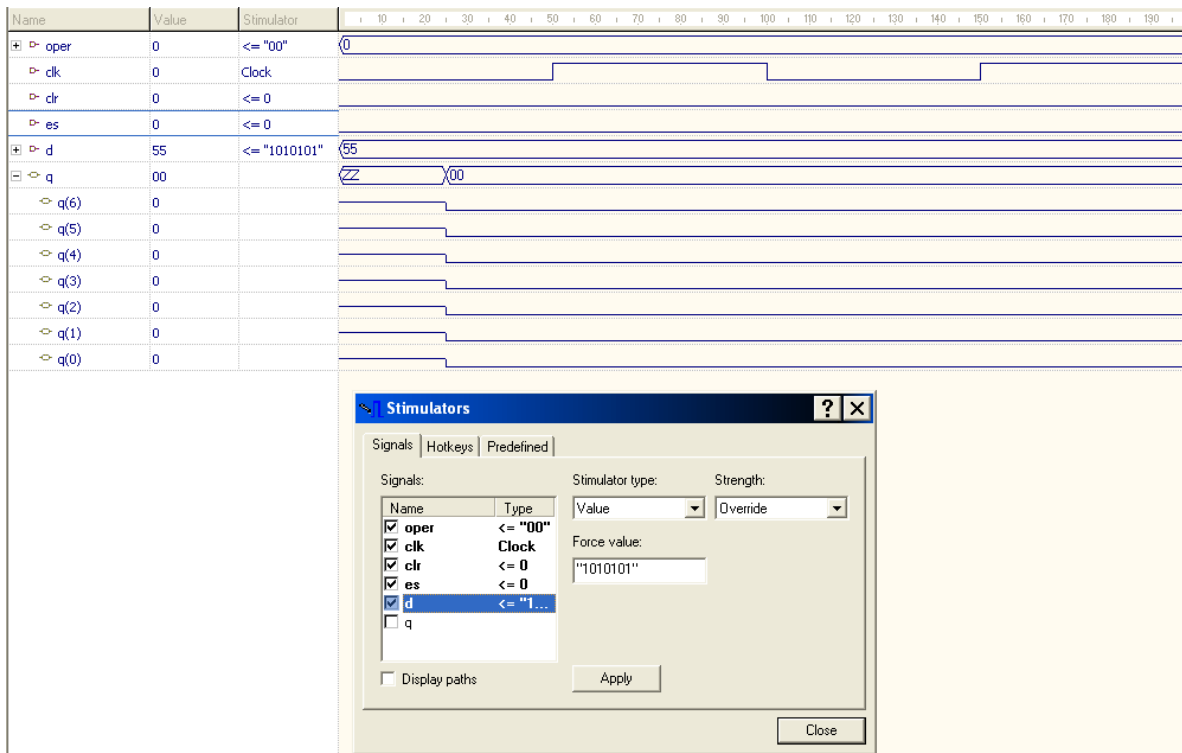 Name Value Stimulator 10 20 30 40 50 60 70 80 90 100 110 120 130 140 150 160 170 180 190
oper 0 <= "00" 0
clk 0 Clock
clr 0 <= 0
es 0 <= 0
d 55 <= "1010101" 55
q 00 ZZ 00
q(6) 0
q(5) 0
q(4) 0
q(3) 0
q(2) 0
q(1) 0
q(0) 0
Stimulators
Signals Hotkeys Predefined
Signals: Stimulator type: Strength:
Name Type Value Override
oper <= "00"
clk Clock Force value:
clr <= 0 "1010101"
es <= 0
d <= "1...
q
Display paths Apply
Close